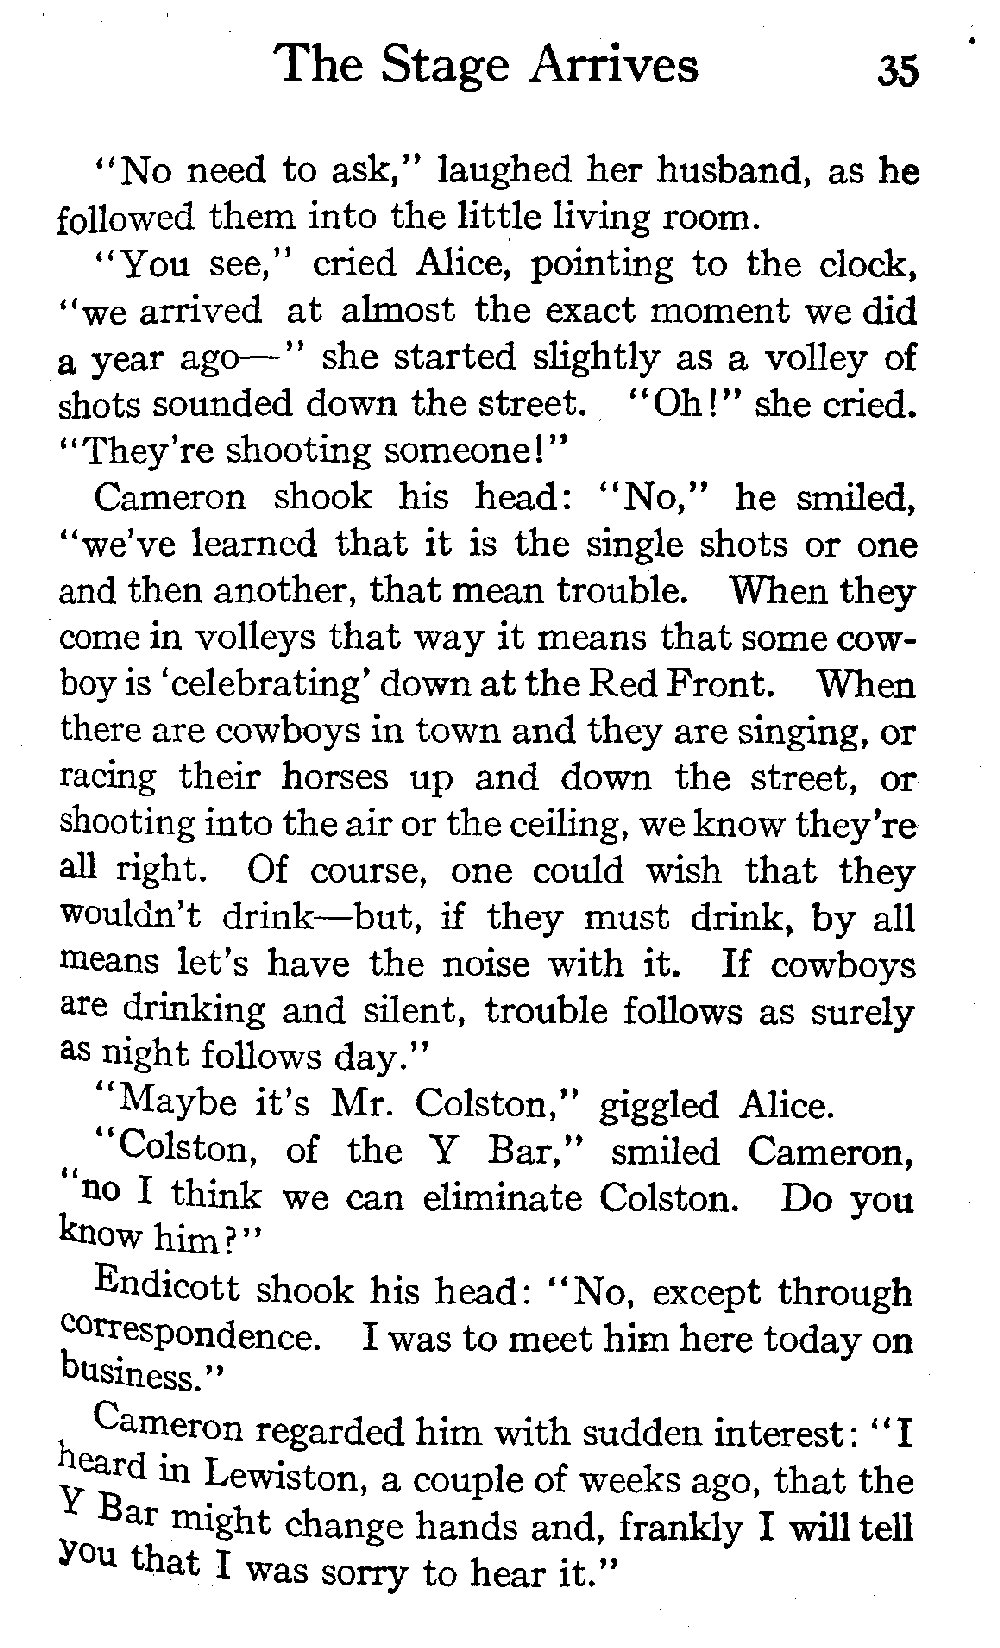 The Stage Arrives 35
"No need to ask," laughed her husband, as he
followed them into the little living room.
"You see," cried Alice, pointing to the clock,
"we arrived at almost the exact moment we did
a year ago—" she started slightly as a volley of
shots sounded down the street. "Oh!" she cried.
"They're shooting someone!"
Cameron shook his head: "No," he smiled,
"we've learned that it is the single shots or one
and then another, that mean trouble. When they
come in volleys that way it means that some cow-
boy is 'celebrating' down at the Red Front. When
there are cowboys in town and they are singing, or
racing their horses up and down the street, or
shooting into the air or the ceiling, we know they're
all right. Of course, one could wish that they
wouldn't drink—but, if they must drink, by all
means let's have the noise with it. If cowboys
are drinking and silent, trouble follows as surely
as night follows day."
"Maybe it's Mr. Colston," giggled Alice.
"Colston, of the Y Bar," smiled Cameron,
"no I think we can eliminate Colston. Do you
know him?"
Endicott shook his head: "No, except through
correspondence. I was to meet him here today on
business."
Cameron regarded him with sudden interest: "I
heard in Lewiston, a couple of weeks ago, that the
Y Bar might change hands and, frankly I will tell
you that I was sorry to hear it."